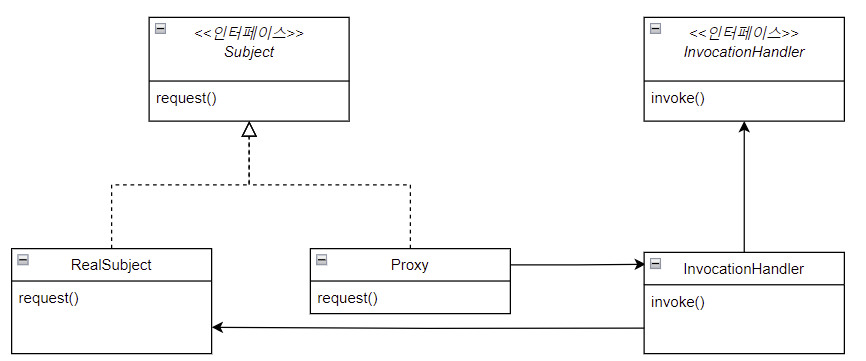 <<인터페이스>>
Subject
request()
<<인터페이스>>
InvocationHandler
invoke()
RealSubject
request()
Proxy
request()
InvocationHandler
invoke()